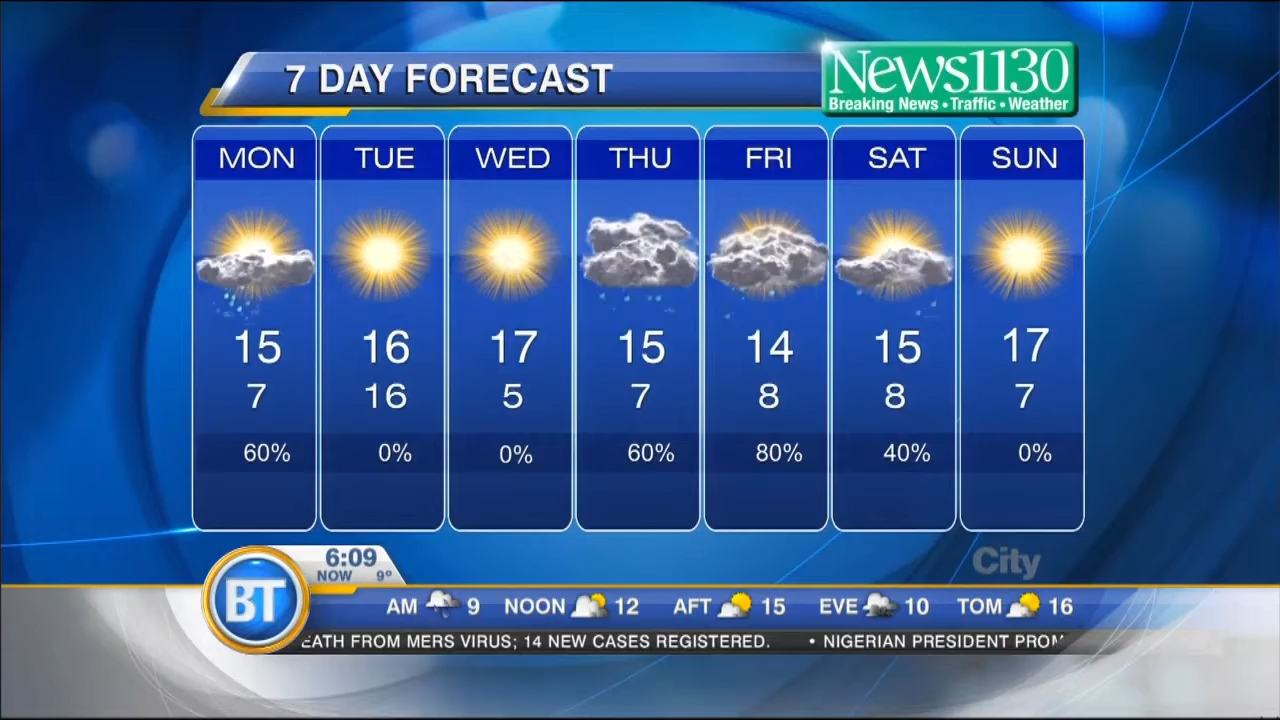 7 DAY FORECAST
News1130
Breaking News • Traffic • Weather
MON TUE WED THU FRI SAT SUN
15 16 17 15 14 15 17
7 16 5 7 8 8 7
60% 0% 0% 60% 80% 40% 0%
City
6:09
NOW 9°
BT
AM 9 NOON 12 AFT 15 EVE 10 TOM 16
FROM MERS VIRUS; 14 NEW CASES REGISTERED. • NIGERIAN PRESIDENT